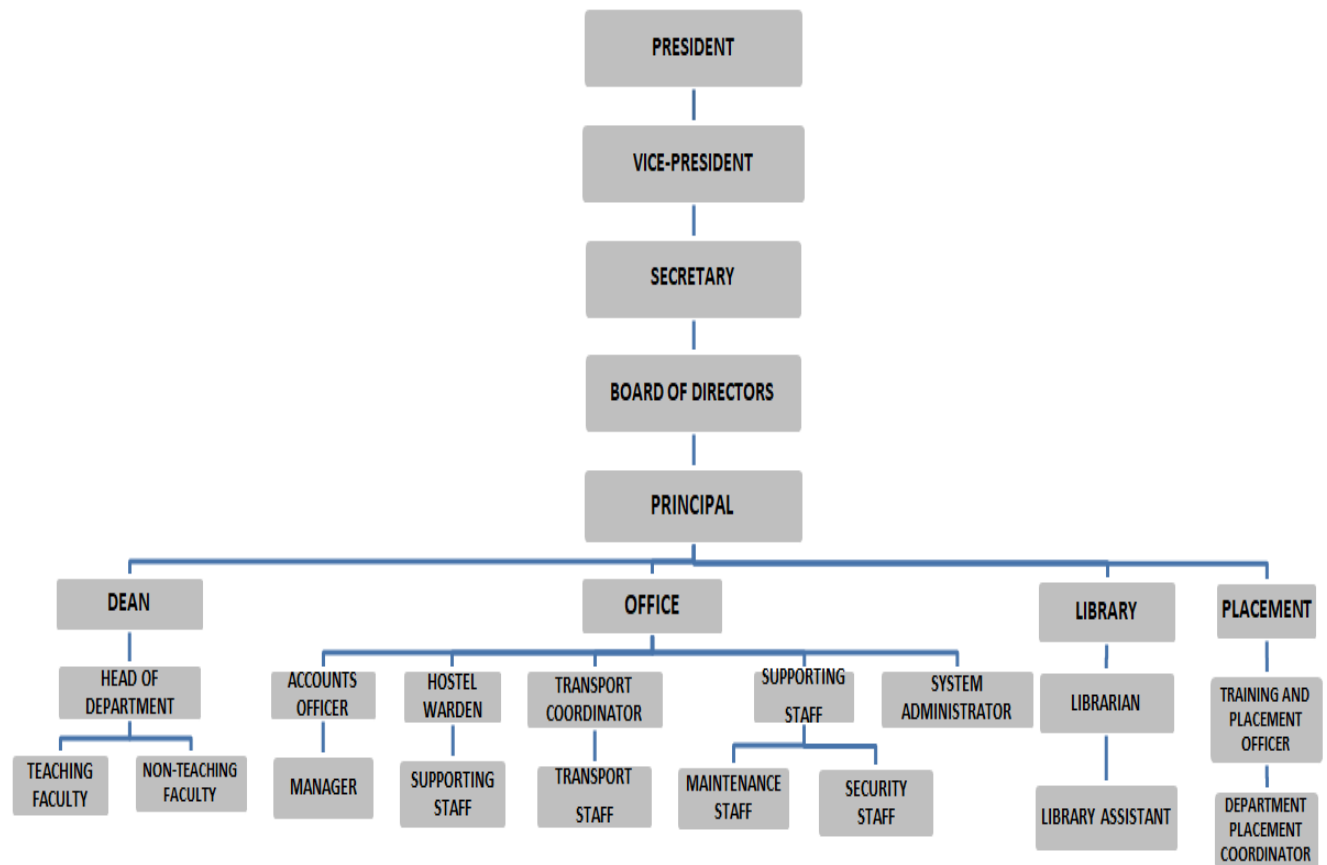 PRESIDENT
VICE-PRESIDENT
SECRETARY
BOARD OF DIRECTORS
PRINCIPAL
DEAN
OFFICE
LIBRARY
PLACEMENT
HEAD OF
DEPARTMENT
ACCOUNTS
OFFICER
HOSTEL
WARDEN
TRANSPORT
COORDINATOR
SUPPORTING
STAFF
SYSTEM
ADMINISTRATOR
LIBRARIAN
TRAINING AND
PLACEMENT
OFFICER
TEACHING
FACULTY
NON-TEACHING
FACULTY
MANAGER
SUPPORTING
STAFF
TRANSPORT
STAFF
MAINTENANCE
STAFF
SECURITY
STAFF
LIBRARY ASSISTANT
DEPARTMENT
PLACEMENT
COORDINATOR